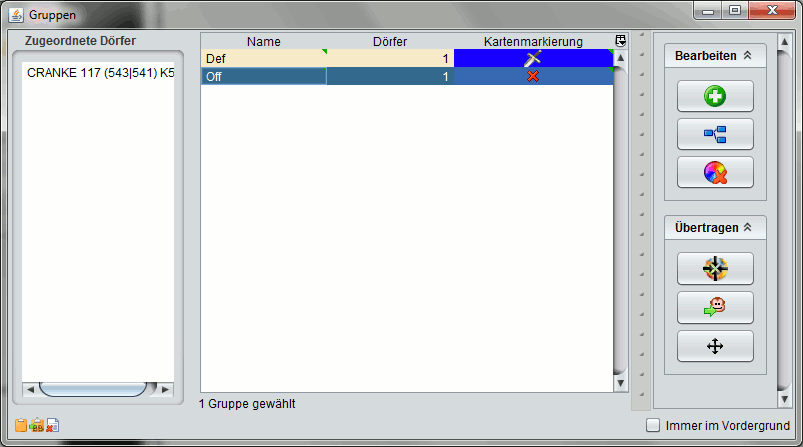 Gruppen
Zugeordnete Dörfer
CRANKE 117 (543|541) K5
Name Dörfer Kartenmarkierung
Def 1
Off 1
1 Gruppe gewählt
Bearbeiten
Übertragen
BB
Immer im Vordergrund